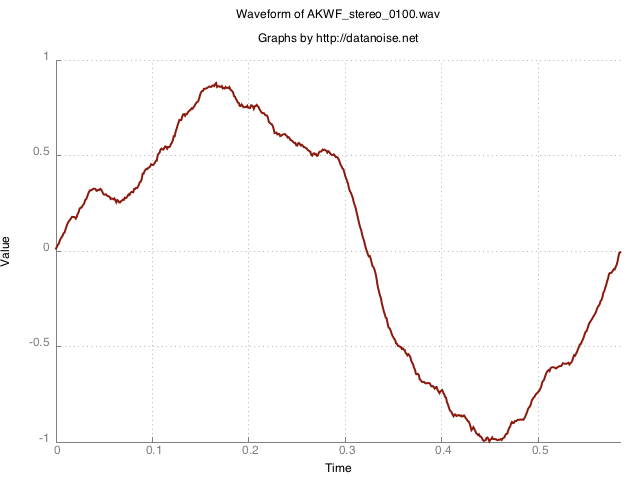 Waveform of AKWF_stereo_0100.wav
Graphs by http://datanoise.net
1
0.5
0
-0.5
-1
Value
0 0.1 0.2 0.3 0.4 0.5
Time